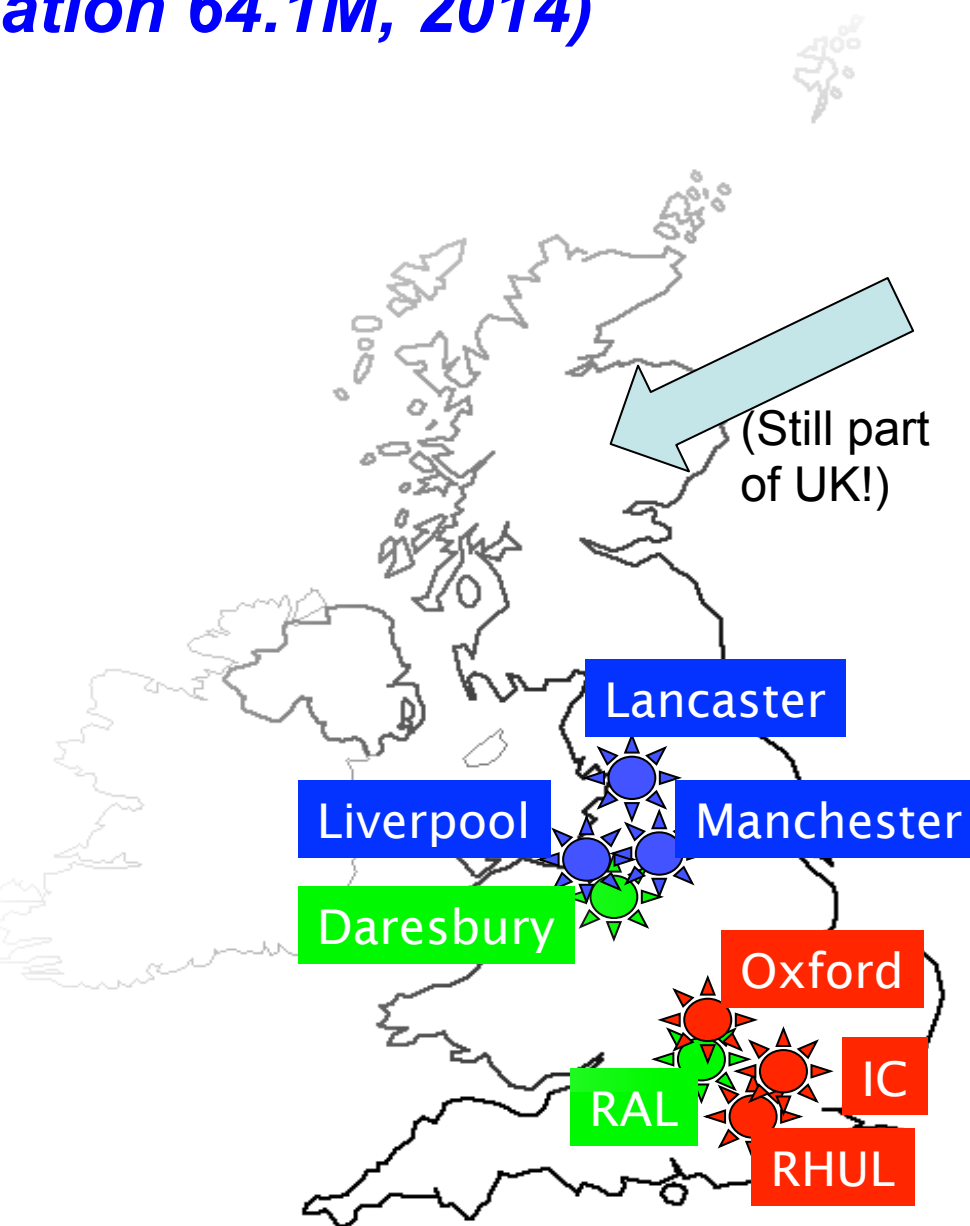 ation 64.1M, 2014)
(Still part
of UK!)
Lancaster
Liverpool
Manchester
Daresbury
Oxford
IC
RAL
RHUL